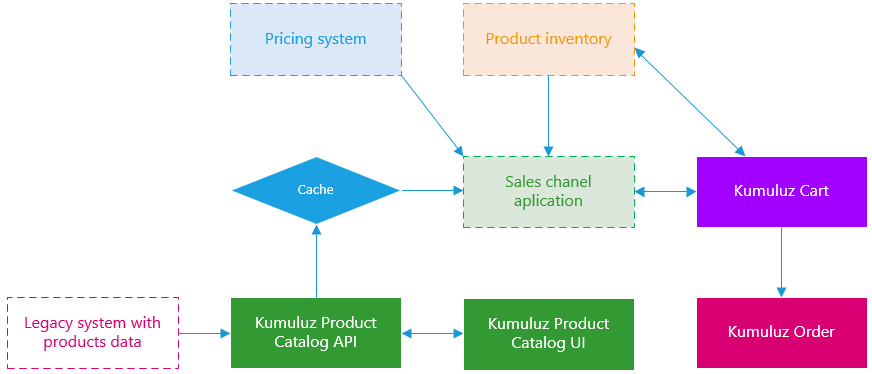 Pricing system
Product inventory
Cache
Sales chanel
aplication
Kumuluz Cart
Legacy system with
products data
Kumuluz Product
Catalog API
Kumuluz Product
Catalog UI
Kumuluz Order